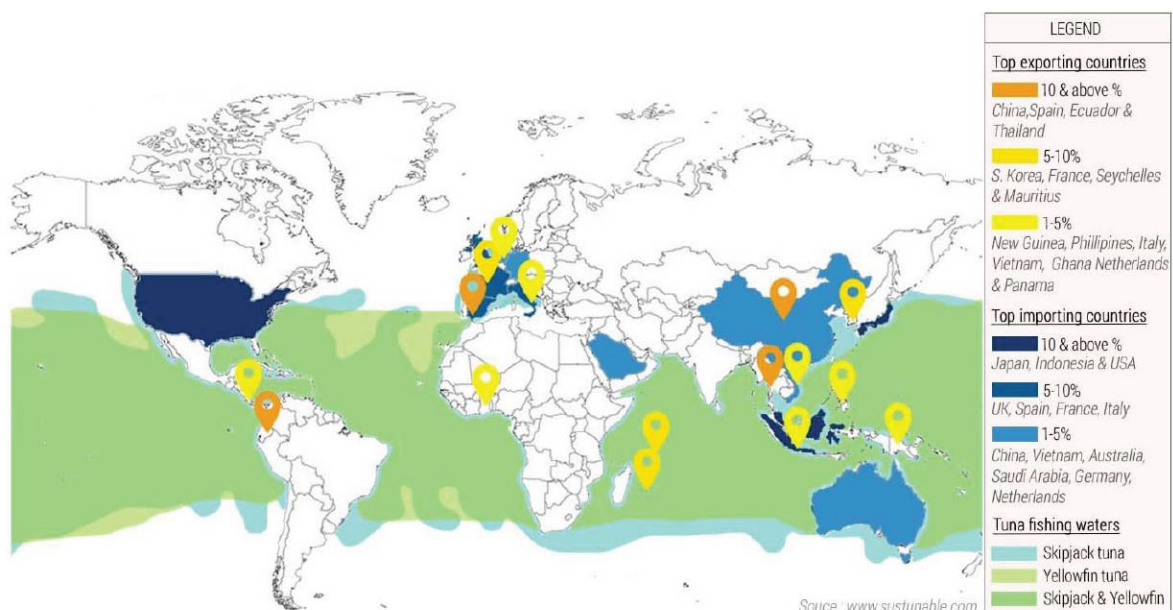 LEGEND
Top exporting countries
10 & above %
China,Spain, Ecuador &
Thailand
5-10%
S. Korea, France, Seychelles
& Mauritius
1-5%
New Guinea, Phillipines, Italy,
Vietnam, Ghana Netherlands
& Panama
Top importing countries
10 & above %
Japan, Indonesia & USA
5-10%
UK, Spain, France, Italy
1-5%
China, Vietnam, Australia,
Saudi Arabia, Germany,
Netherlands
Tuna fishing waters
Skipjack tuna
Yellowfin tuna
Skipjack & Yellowfin
Souce : www.sustunable.com